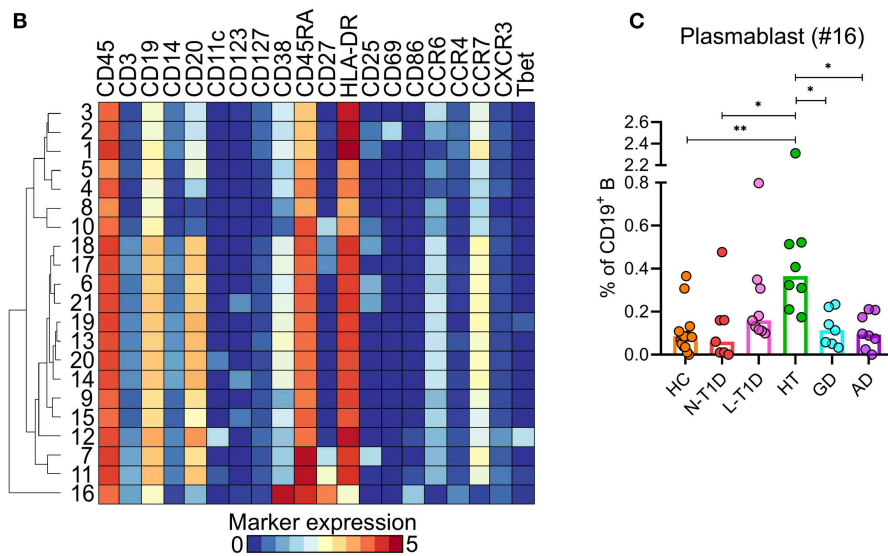 B
CD45
CD3
CD19
CD14
CD20
CD11c
CD123
CD127
CD38
CD45RA
CD27
HLA-DR
CD25
CD69
CD86
CCR6
CCR4
CCR7
CXCR3
Tbet
3
2
1
5
4
8
10
18
17
6
21
19
13
20
14
9
15
12
7
11
16
Marker expression
0 5
C
Plasmablast (#16)
*
*
*
**
% of CD19+ B
2.6
2.4
2.2
0.8
0.6
0.4
0.2
0.0
HC
N-T1D
L-T1D
HT
GD
AD